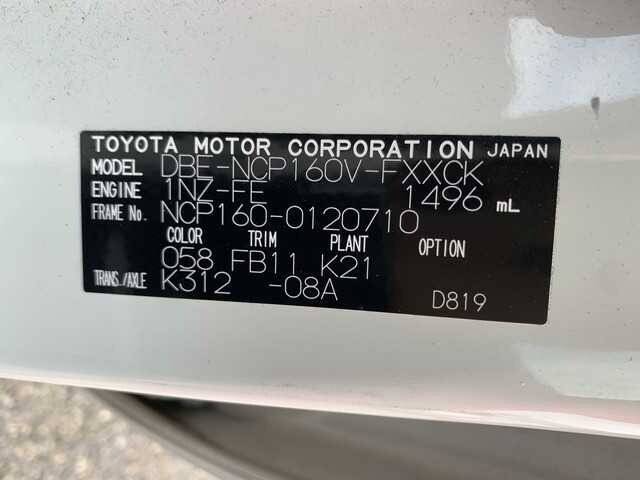 TOYOTA MOTOR CORPORATION JAPAN
MODEL DBE-NCP160V-FXXCK
ENGINE 1NZ-FE 1496 mL
FRAME No. NCP160-0120710
COLOR TRIM PLANT OPTION
058 FB11 K21
TRANS./AXLE K312 -08A D819